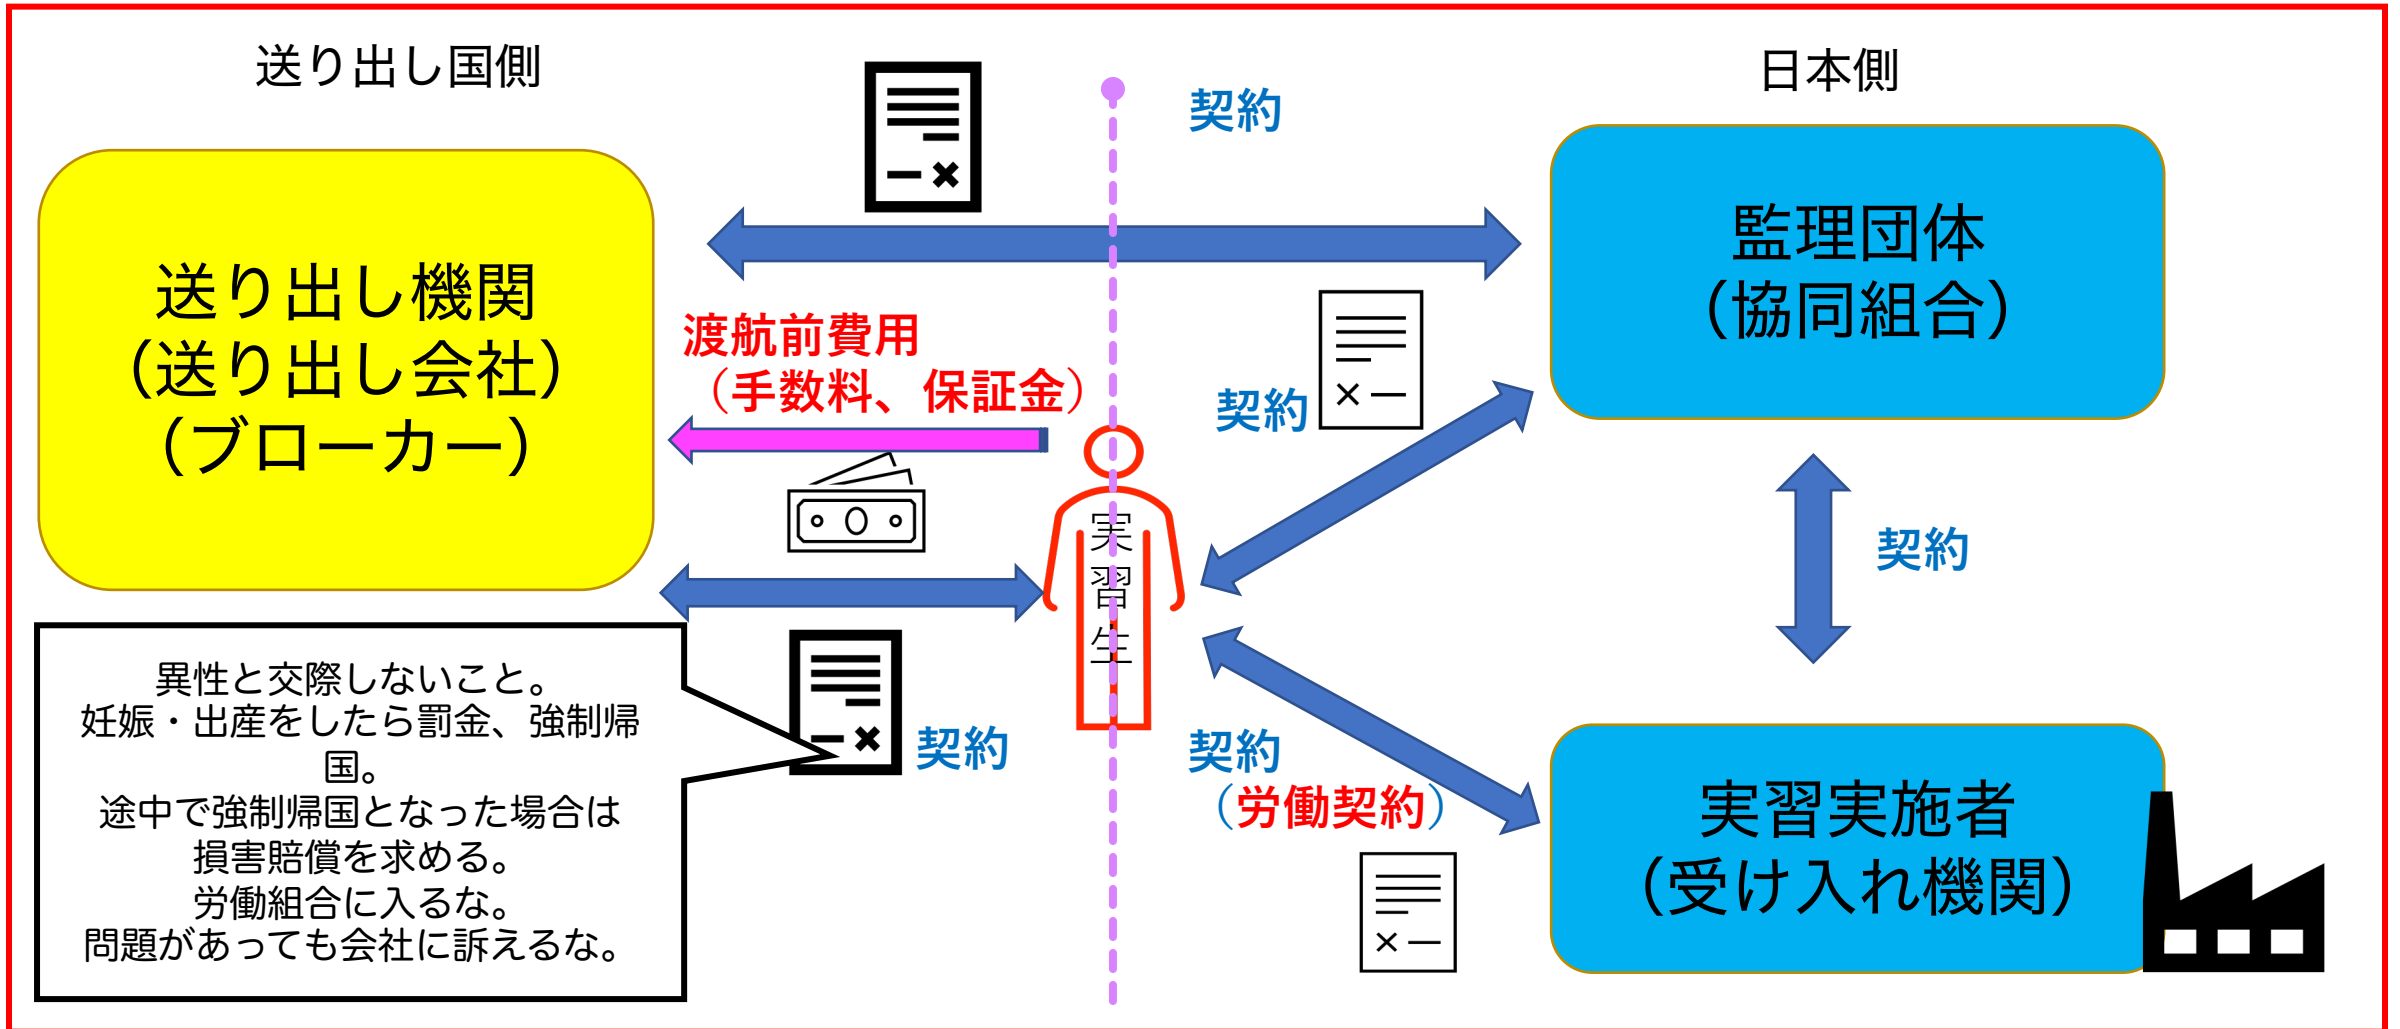 送り出し国側
日本側
契約
送り出し機関
（送り出し会社）
（ブローカー）
監理団体
（協同組合）
渡航前費用
（手数料、保証金）
契約
実
習
生
契約
異性と交際しないこと。
妊娠・出産をしたら罰金、強制帰
国。
途中で強制帰国となった場合は
損害賠償を求める。
労働組合に入るな。
問題があっても会社に訴えるな。
契約
契約
（労働契約）
実習実施者
（受け入れ機関）